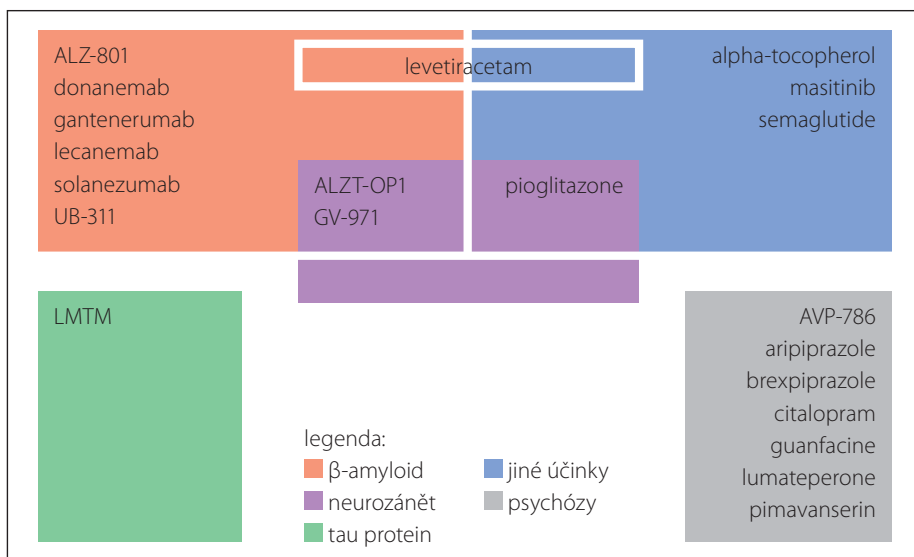 ALZ-801
donanemab
gantenerumab
lecanemab
solanezumab
UB-311
levetiracetam
alpha-tocopherol
masitinib
semaglutide
ALZT-OP1
GV-971
pioglitazone
LMTM
AVP-786
aripiprazole
brexpiprazole
citalopram
guanfacine
lumateperone
pimavanserin
legenda:
β-amyloid
neurozánět
tau protein
jiné účinky
psychózy